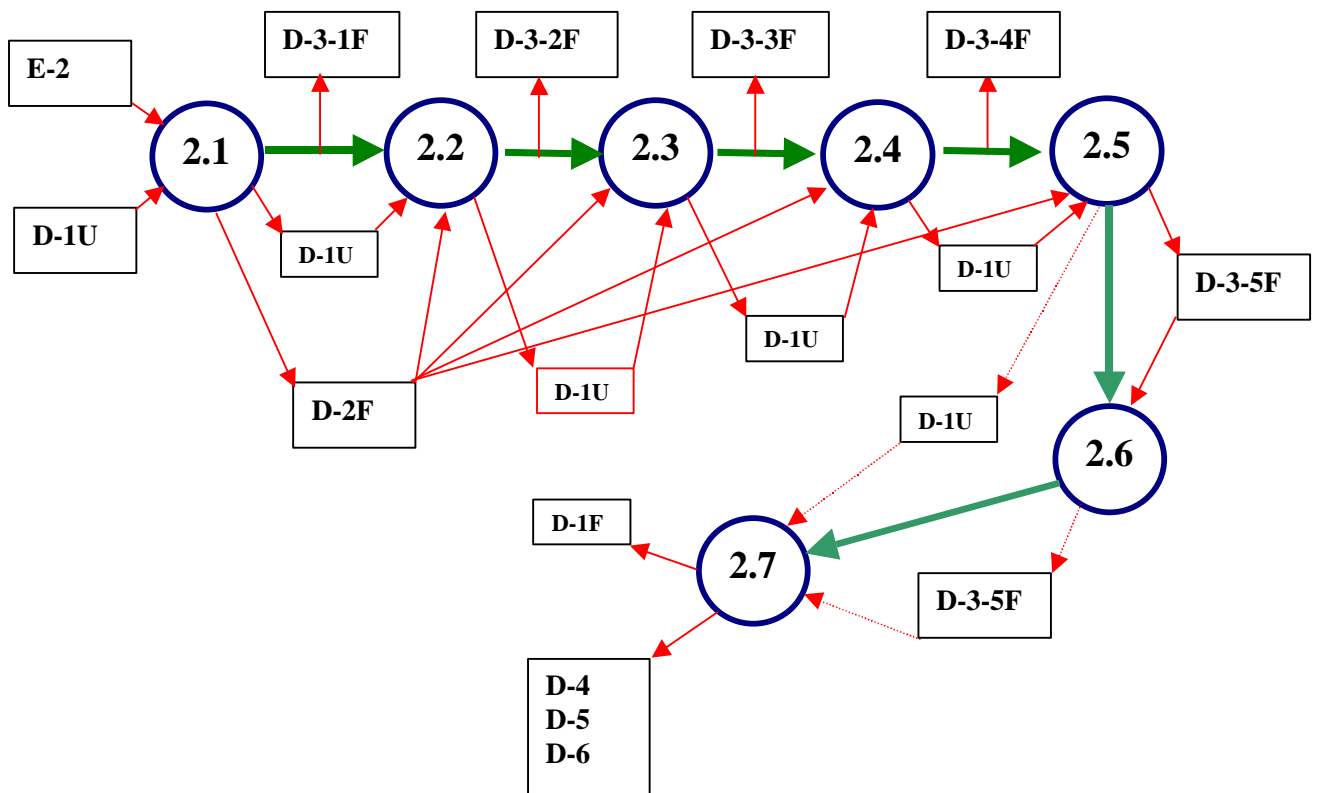 D-3-1F
D-3-2F
D-3-3F
D-3-4F
E-2
2.1
2.2
2.3
2.4
2.5
D-1U
D-1U
D-1U
D-3-5F
D-1U
D-1U
D-2F
D-1U
2.6
D-1F
2.7
D-3-5F
D-4
D-5
D-6